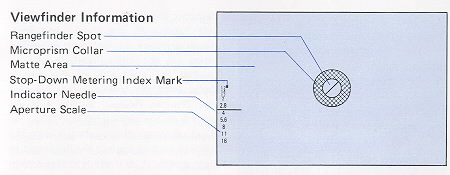 Viewfinder Information
Rangefinder Spot
Microprism Collar
Matte Area
Stop-Down Metering Index Mark
Indicator Needle
Aperture Scale
2.8
4
5.6
8
11
16